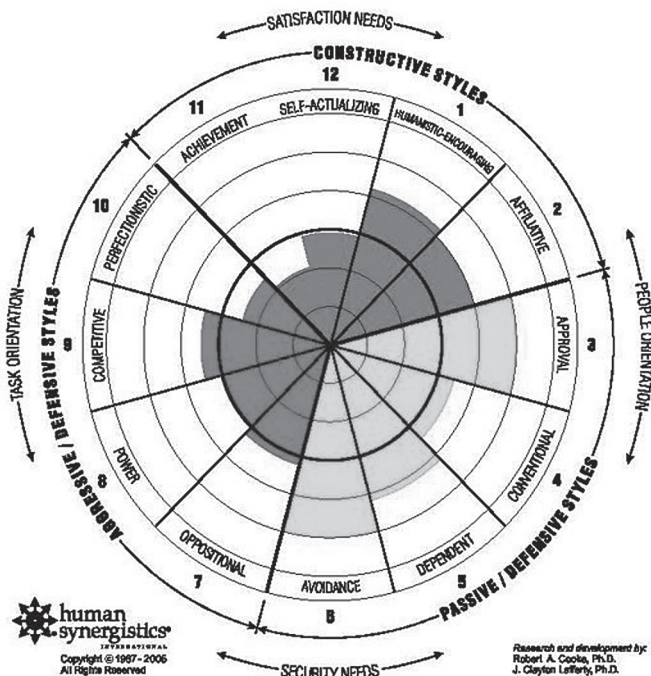 SATISFACTION NEEDS
CONSTRUCTIVE STYLES
12
11
1
SELF-ACTUALIZING
ACHIEVEMENT
HUMANISTIC-ENCOURAGING
10
2
PERFECTIONISTIC
AFFILIATIVE
TASK ORIENTATION
PEOPLE ORIENTATION
AGGRESSIVE / DEFENSIVE STYLES
9
COMPETITIVE
APPROVAL
3
POWER
CONVENTIONAL
8
4
OPPOSITIONAL
DEPENDENT
7
AVOIDANCE
5
6
PASSIVE / DEFENSIVE STYLES
human
synergistics®
INTERNATIONAL
Copyright © 1987-2006
All Rights Reserved
SECURITY NEEDS
Research and development by:
Robert A. Cooke, Ph.D.
J. Clayton Lafferty, Ph.D.